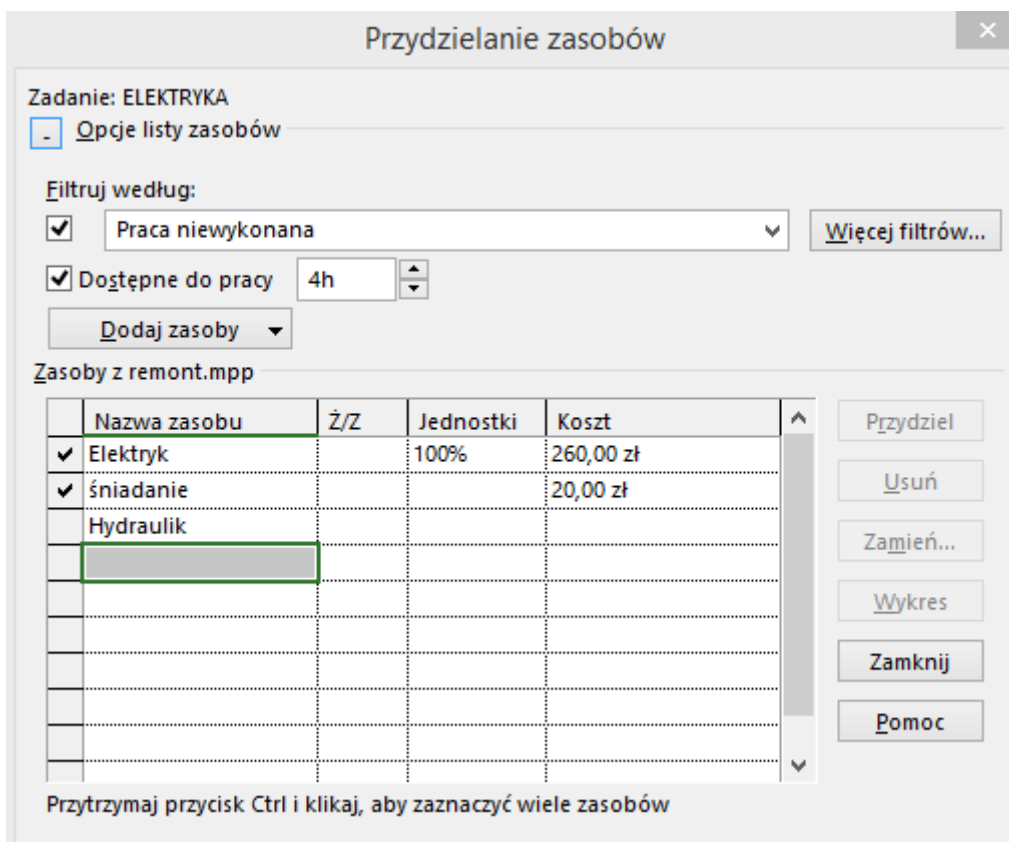 Przydzielanie zasobów
Zadanie: ELEKTRYKA
- Opcje listy zasobów
Filtruj według:
Praca niewykonana Więcej filtrów...
Dostępne do pracy 4h
Dodaj zasoby
Zasoby z remont.mpp
Nazwa zasobu Ż/Z Jednostki Koszt
Elektryk 100% 260,00 zł
śniadanie 20,00 zł
Hydraulik
Przydziel
Usuń
Zamień...
Wykres
Zamknij
Pomoc
Przytrzymaj przycisk Ctrl i klikaj, aby zaznaczyć wiele zasobów